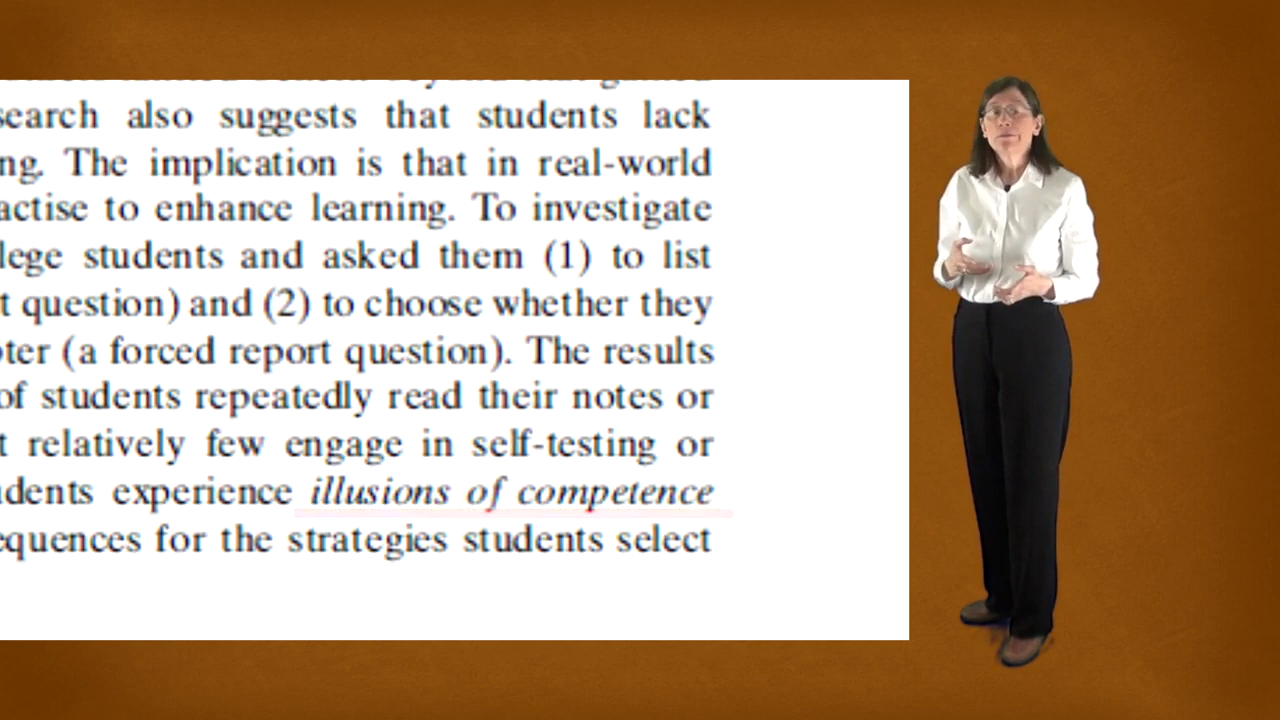 search also suggests that students lack
ng. The implication is that in real-world
actise to enhance learning. To investigate
lege students and asked them (1) to list
t question) and (2) to choose whether they
ter (a forced report question). The results
of students repeatedly read their notes or
t relatively few engage in self-testing or
dents experience illusions of competence
equences for the strategies students select